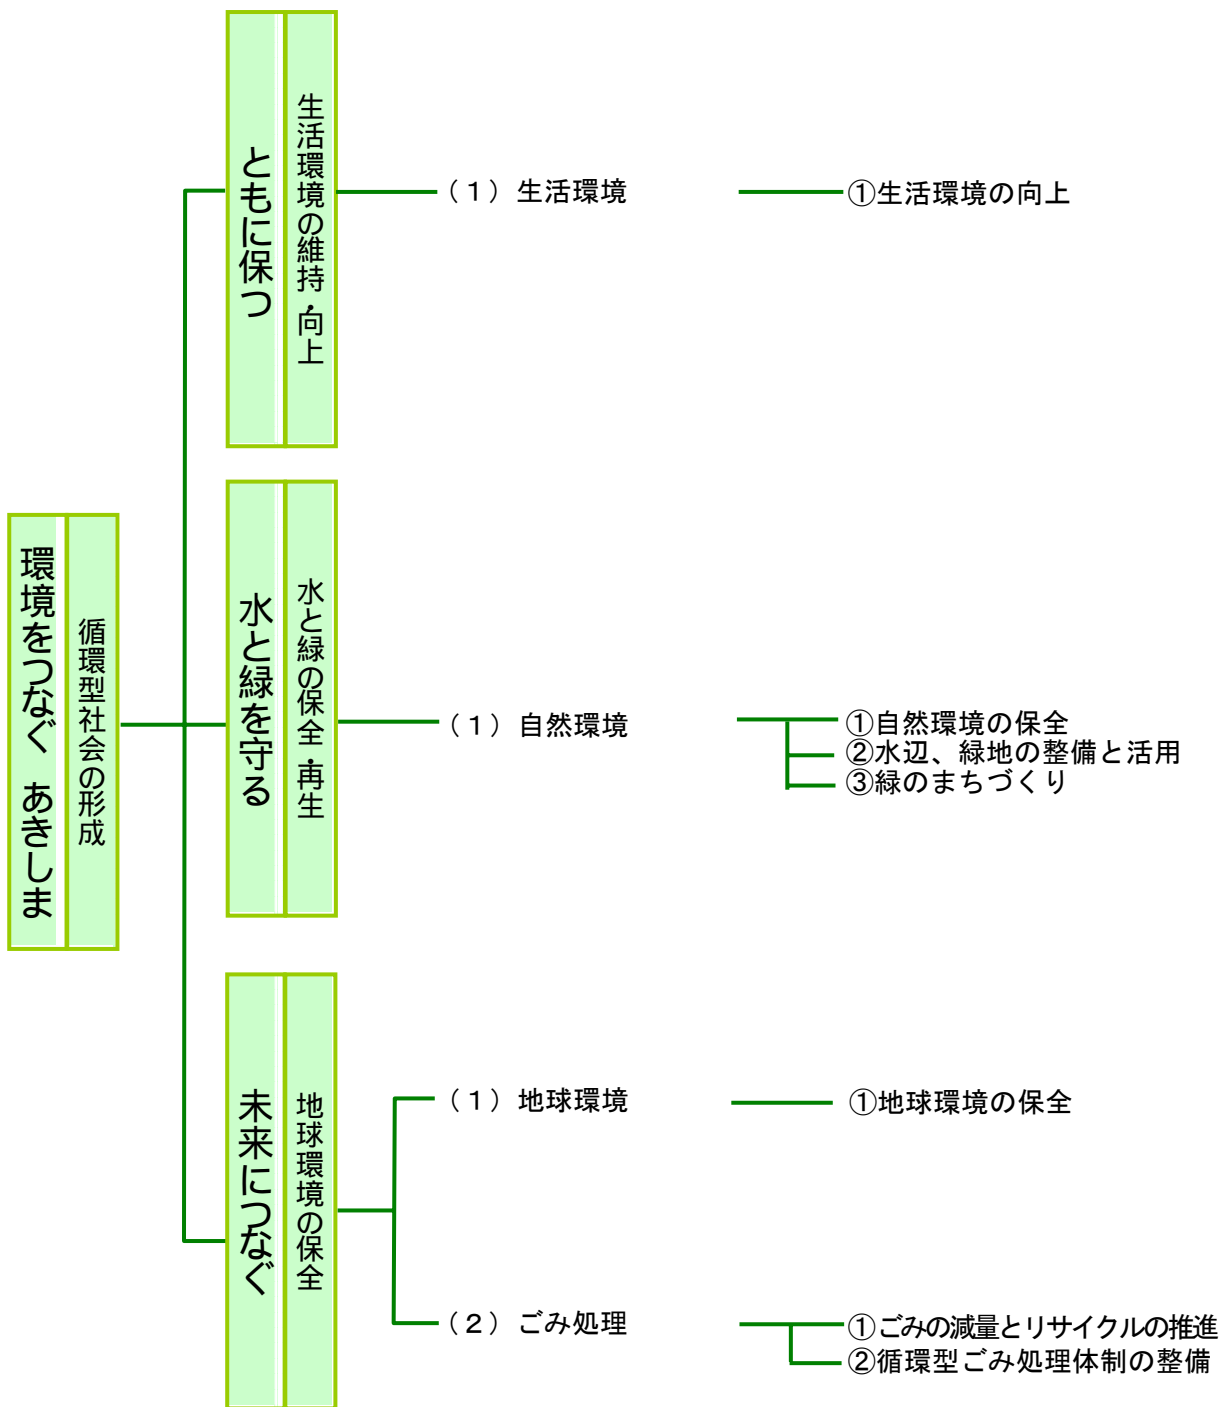 環境をつなぐ あきしま
循環型社会の形成
ともに保つ
生活環境の維持・向上
（１）生活環境
①生活環境の向上
水と緑を守る
水と緑の保全・再生
（１）自然環境
①自然環境の保全
②水辺、緑地の整備と活用
③緑のまちづくり
未来につなぐ
地球環境の保全
（１）地球環境
①地球環境の保全
（２）ごみ処理
①ごみの減量とリサイクルの推進
②循環型ごみ処理体制の整備